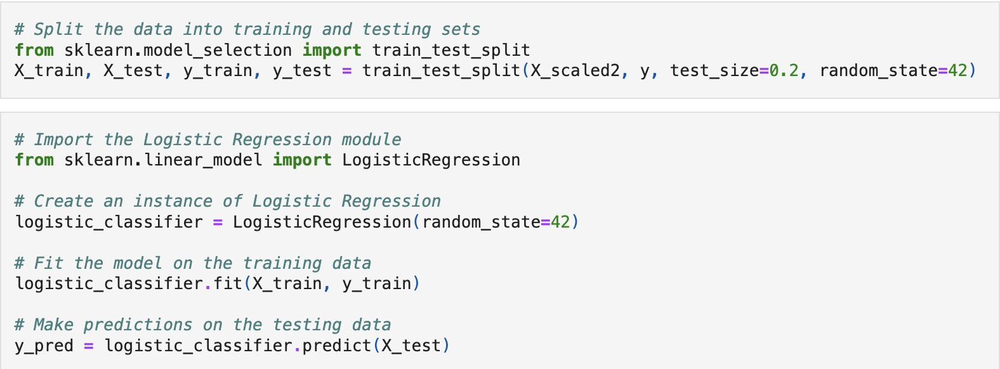 # Split the data into training and testing sets
from sklearn.model_selection import train_test_split
X_train, X_test, y_train, y_test = train_test_split(X_scaled2, y, test_size=0.2, random_state=42)
# Import the Logistic Regression module
from sklearn.linear_model import LogisticRegression
# Create an instance of Logistic Regression
logistic_classifier = LogisticRegression(random_state=42)
# Fit the model on the training data
logistic_classifier.fit(X_train, y_train)
# Make predictions on the testing data
y_pred = logistic_classifier.predict(X_test)